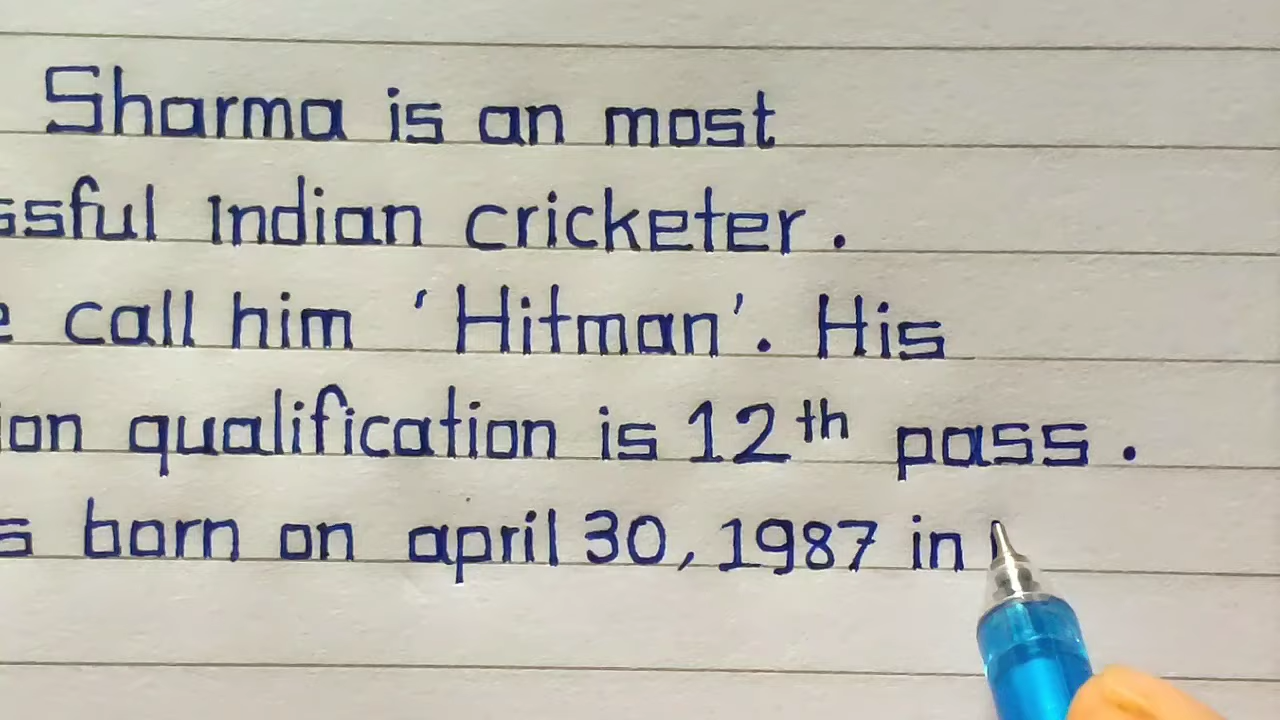 Sharma is an most
ssful Indian cricketer.
call him 'Hitman'. His
ion qualification is 12th pass.
born on april 30, 1987 in